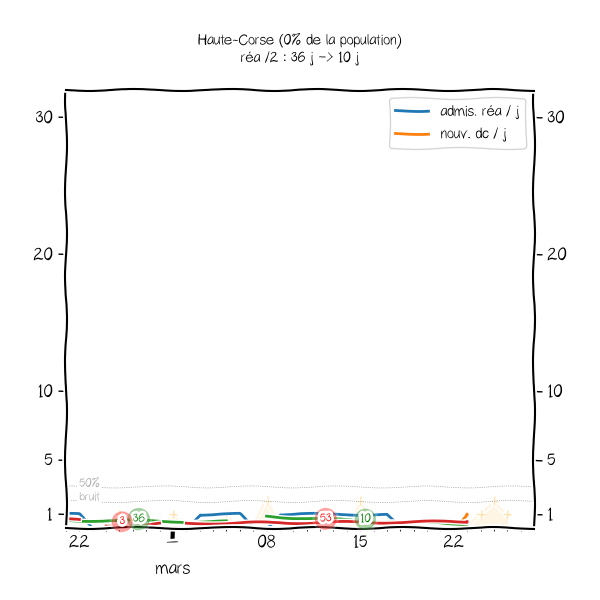 Haute-Corse (0% de la population)
réa /2 : 36 j -> 10 j
admis. réa / j
nouv. dc / j
30 30
20 20
10 10
5 5
50%
bruit
1 3 36 53 10 1
22 1 08 15 22
mars